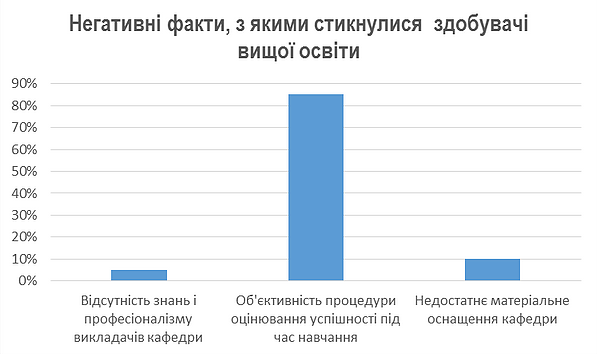 Негативні факти, з якими стикнулися здобувачі
вищої освіти
90%
80%
70%
60%
50%
40%
30%
20%
10%
0%
Відсутність знань і
професіоналізму
викладачів кафедри
Об'єктивність процедури
оцінювання успішності під
час навчання
Недостатнє матеріальне
оснащення кафедри